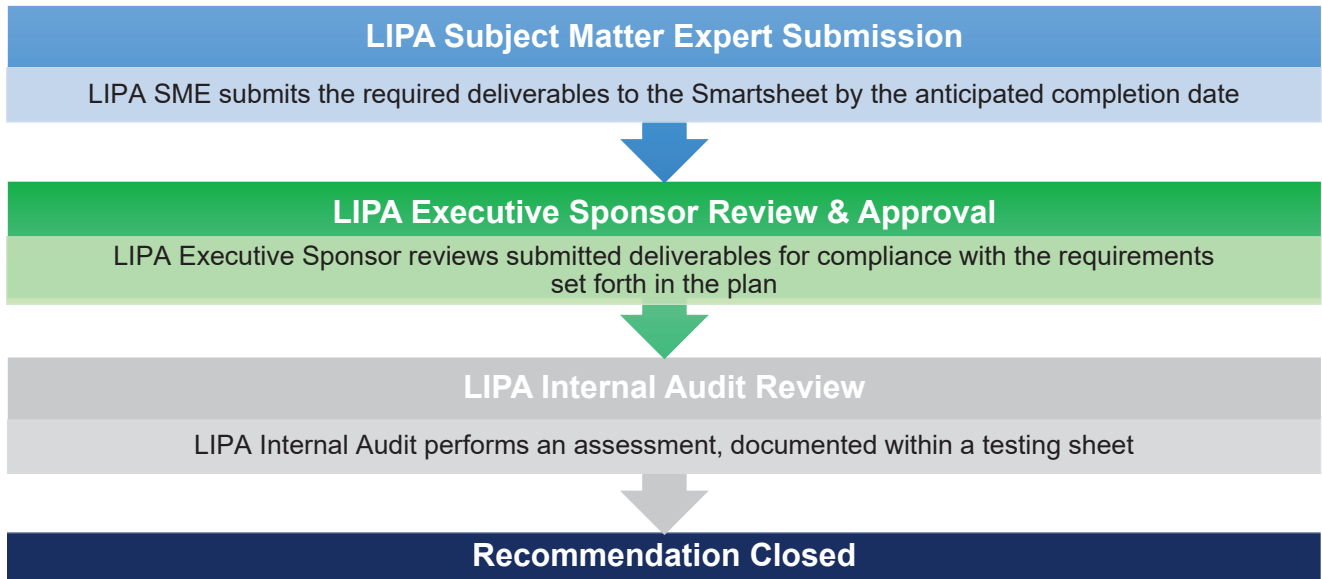 LIPA Subject Matter Expert Submission
LIPA SME submits the required deliverables to the Smartsheet by the anticipated completion date
LIPA Executive Sponsor Review & Approval
LIPA Executive Sponsor reviews submitted deliverables for compliance with the requirements
set forth in the plan
LIPA Internal Audit Review
LIPA Internal Audit performs an assessment, documented within a testing sheet
Recommendation Closed